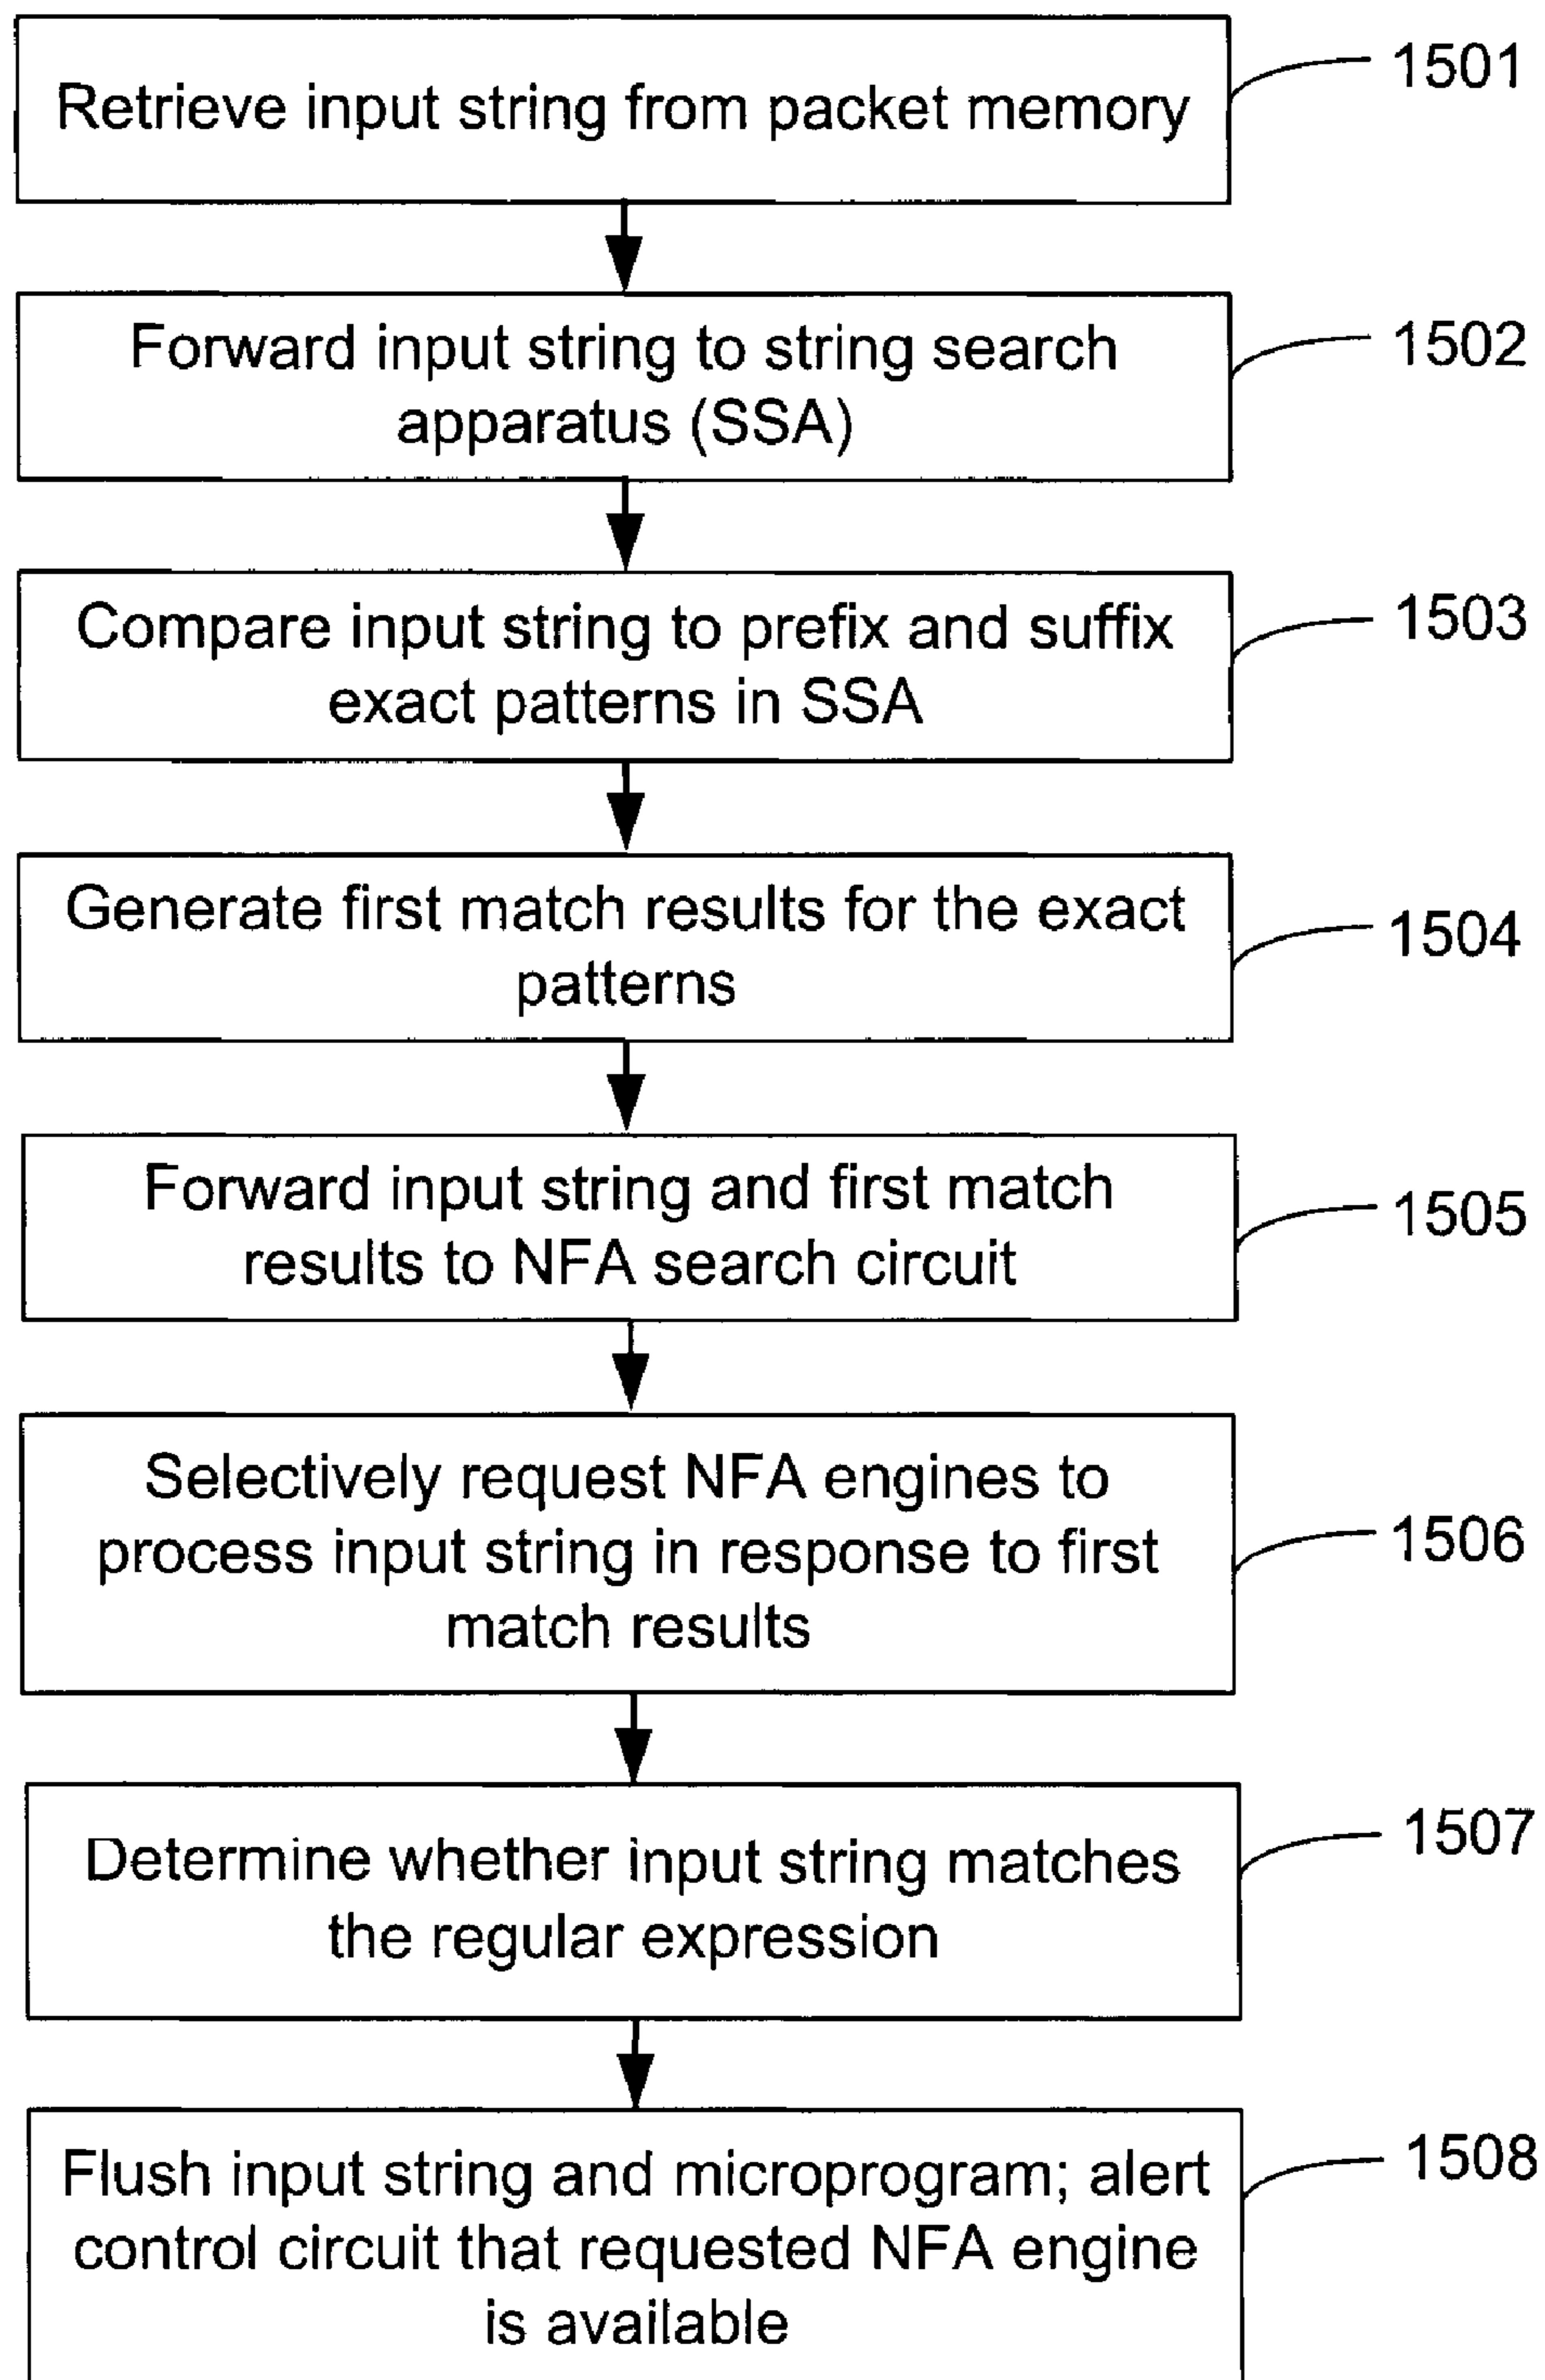 Retrieve input string from packet memory
1501
Forward input string to string search
apparatus (SSA)
1502
Compare input string to prefix and suffix
exact patterns in SSA
1503
Generate first match results for the exact
patterns
1504
Forward input string and first match
results to NFA search circuit
1505
Selectively request NFA engines to
process input string in response to first
match results
1506
Determine whether input string matches
the regular expression
1507
Flush input string and microprogram; alert
control circuit that requested NFA engine
is available
1508